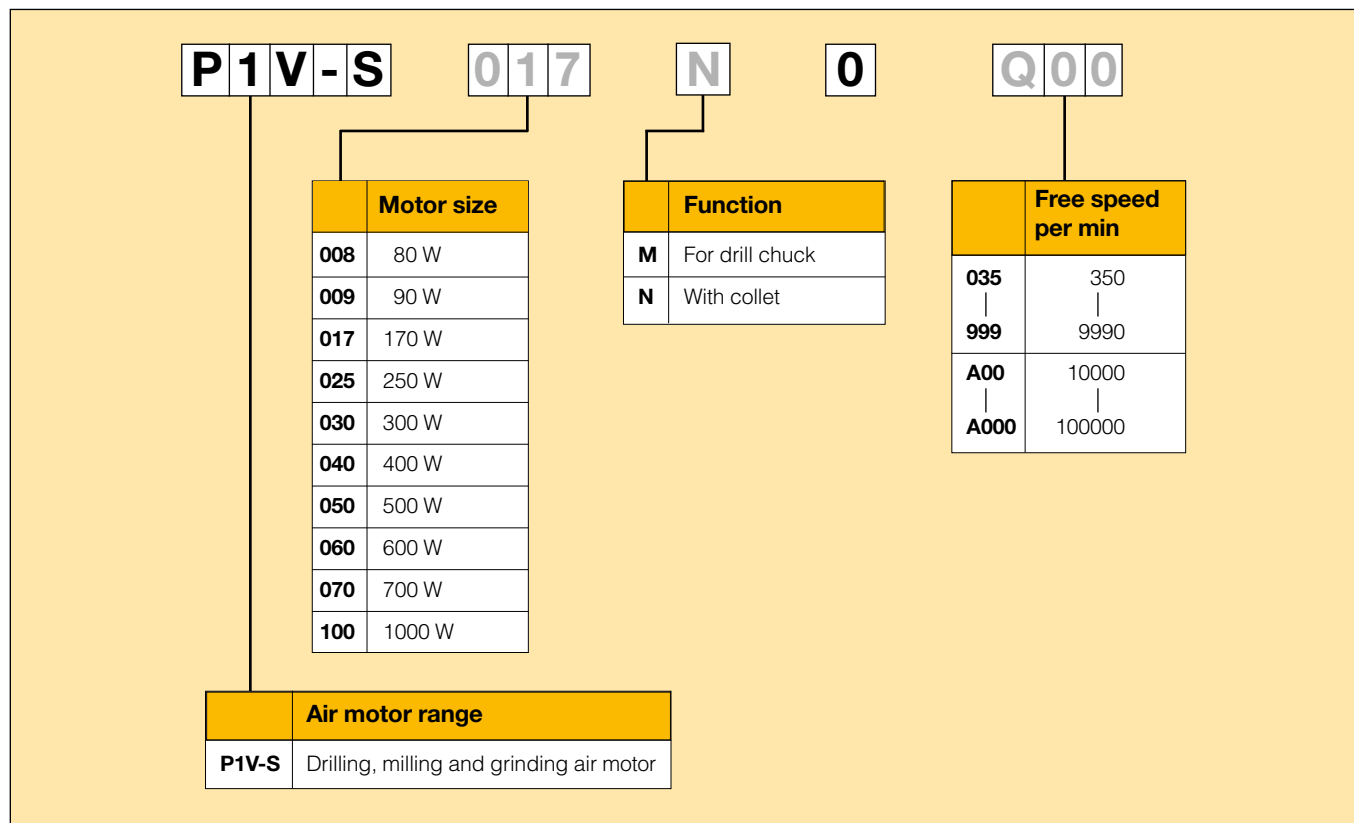 P1V-S 017 N 0 Q00
Motor size
008 80 W
009 90 W
017 170 W
025 250 W
030 300 W
040 400 W
050 500 W
060 600 W
070 700 W
100 1000 W
Function
M For drill chuck
N With collet
Free speed
per min
035 350
| |
999 9990
A00 10000
| |
A000 100000
Air motor range
P1V-S Drilling, milling and grinding air motor